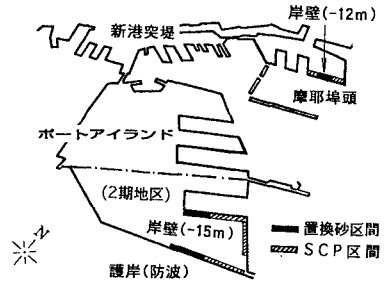 岸壁(-12m)
新港突堤
摩耶埠頭
ポートアイランド
(2期地区)
岸壁(-15m)
置換砂区間
SCP区間
護岸(防波)
N